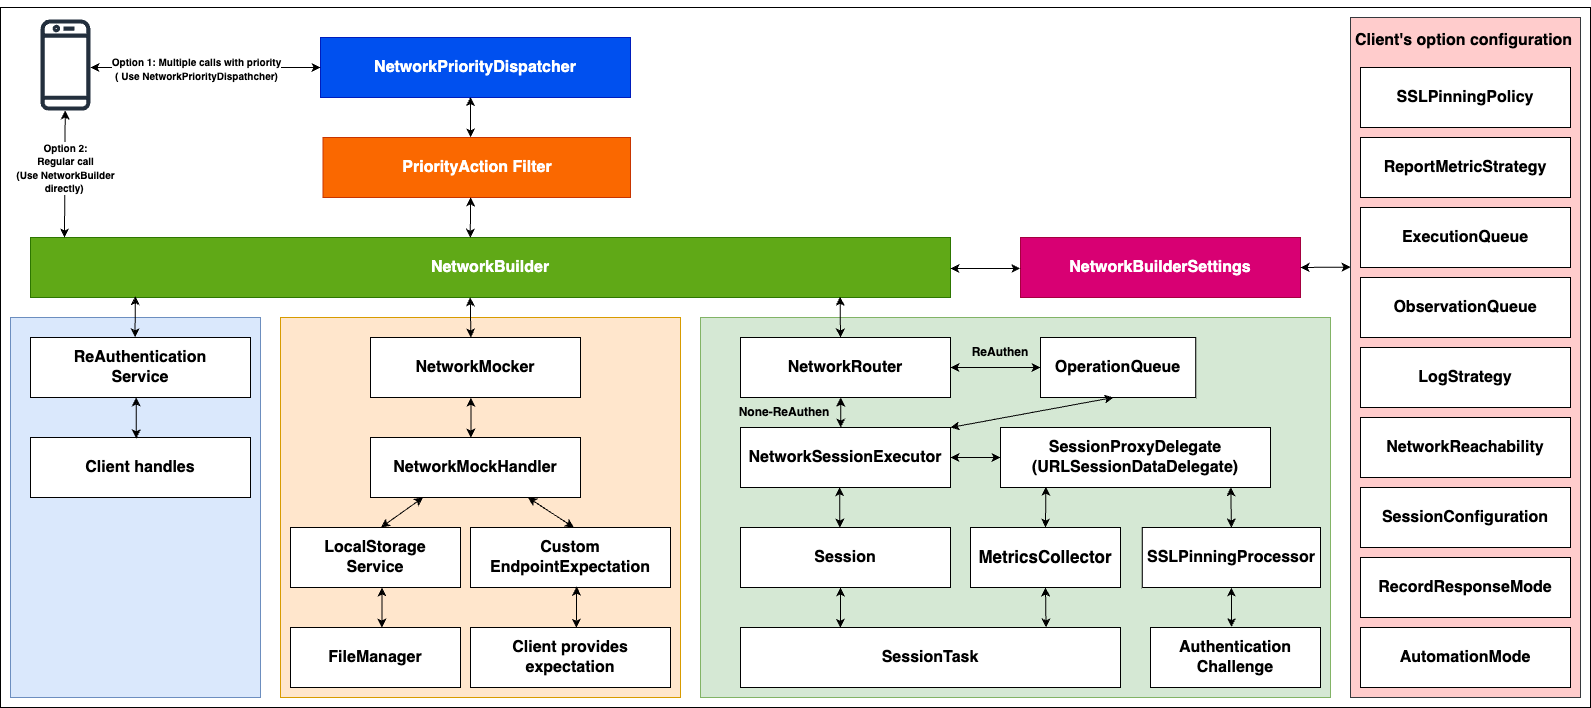 Client's option configuration
Option 1: Multiple calls with priority
( Use NetworkPriorityDispathcher)
NetworkPriorityDispatcher
SSLPinningPolicy
Option 2:
Regular call
(Use NetworkBuilder
directly)
PriorityAction Filter
ReportMetricStrategy
NetworkBuilder
NetworkBuilderSettings
ExecutionQueue
ObservationQueue
ReAuthentication
Service
NetworkMocker
NetworkRouter
ReAuthen
OperationQueue
LogStrategy
None-ReAuthen
Client handles
NetworkMockHandler
NetworkSessionExecutor
SessionProxyDelegate
(URLSessionDataDelegate)
NetworkReachability
LocalStorage
Service
Custom
EndpointExpectation
Session
MetricsCollector
SSLPinningProcessor
SessionConfiguration
RecordResponseMode
FileManager
Client provides
expectation
SessionTask
Authentication
Challenge
AutomationMode